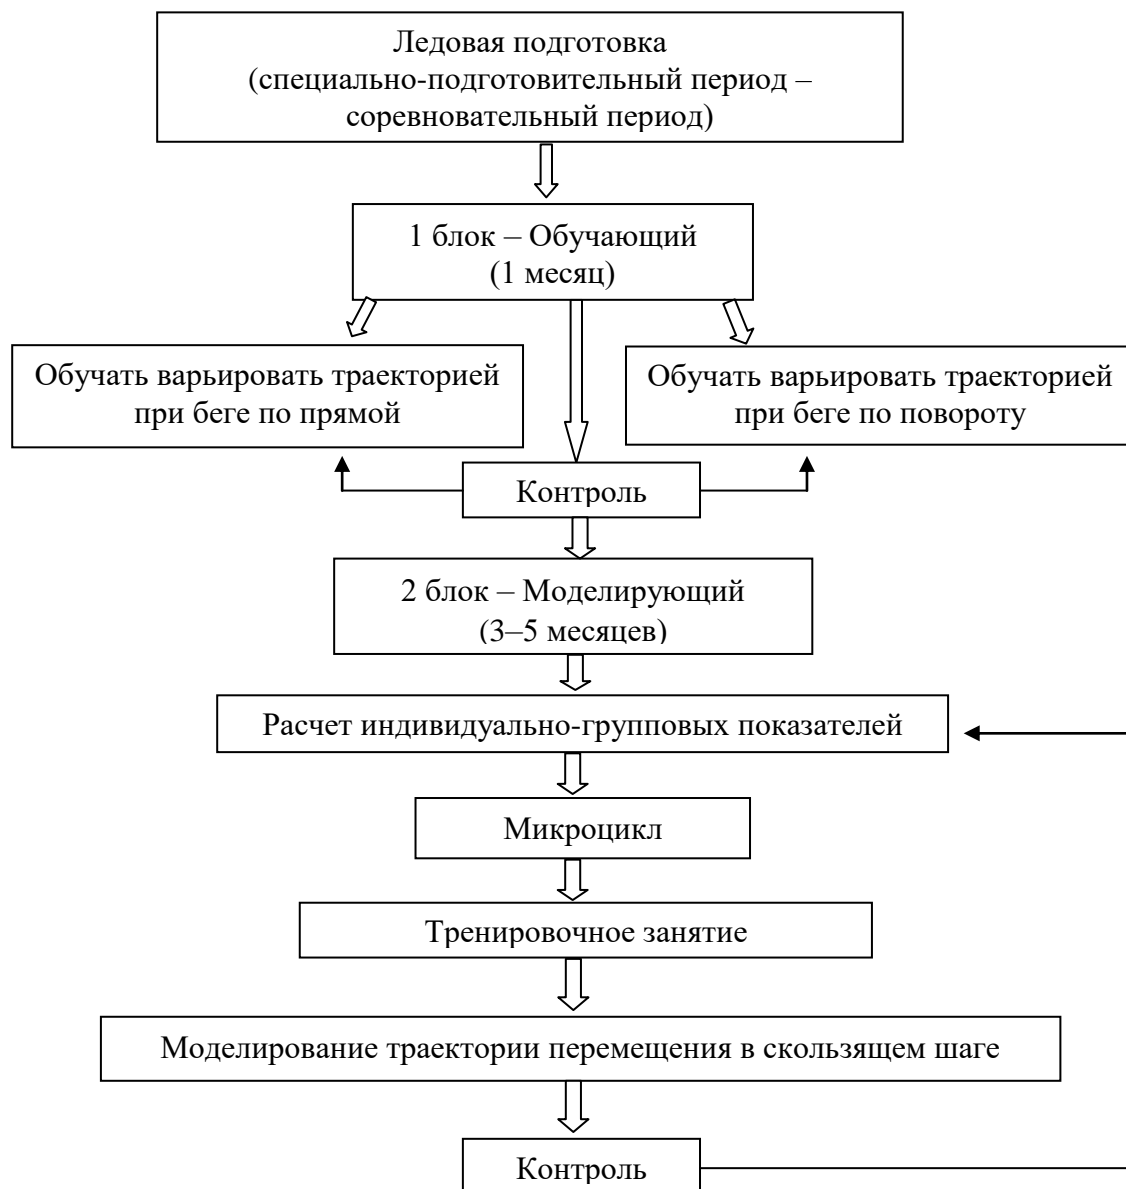 Ледовая подготовка
(специально-подготовительный период –
соревновательный период)
1 блок – Обучающий
(1 месяц)
Обучать варьировать траекторией
при беге по прямой
Обучать варьировать траекторией
при беге по повороту
Контроль
2 блок – Моделирующий
(3–5 месяцев)
Расчет индивидуально-групповых показателей
Микроцикл
Тренировочное занятие
Моделирование траектории перемещения в скользящем шаге
Контроль